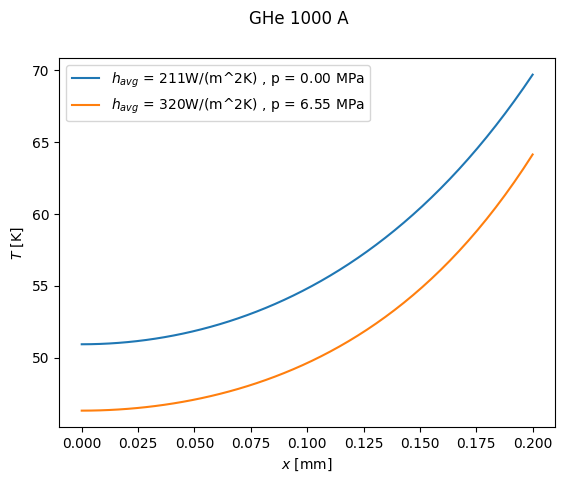 GHe 1000 A
h_avg = 211W/(m^2K) , p = 0.00 MPa
h_avg = 320W/(m^2K) , p = 6.55 MPa
70
65
60
55
50
T [K]
0.000 0.025 0.050 0.075 0.100 0.125 0.150 0.175 0.200
x [mm]